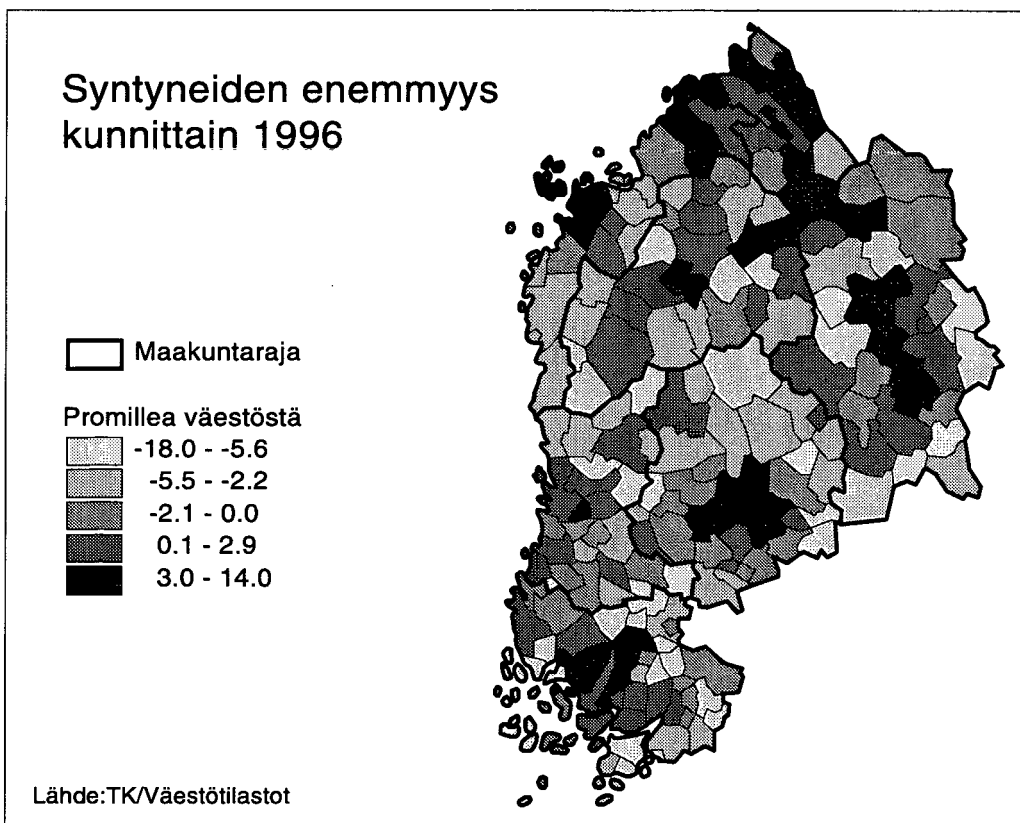 Syntyneiden enemmyys
kunnittain 1996
Maakuntaraja
Promillea väestöstä
-18.0 - -5.6
-5.5 - -2.2
-2.1 - 0.0
0.1 - 2.9
3.0 - 14.0
Lähde:TK/Väestötilastot